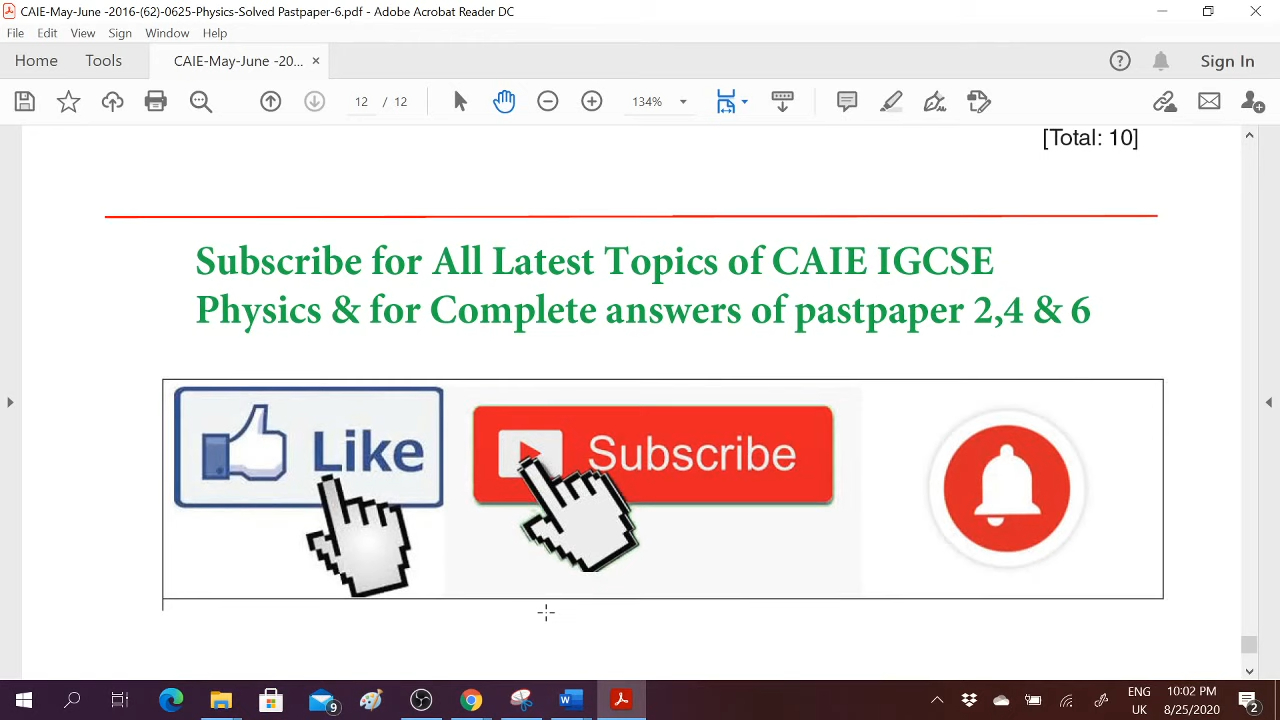 CAIE-May-June -2016-(62)-0625-Physics-Solved Pastpaper-6.pdf - Adobe Acrobat Reader DC
File Edit View Sign Window Help
Home Tools CAIE-May-June -20... × Sign In
12 / 12 134%
[Total: 10]
Subscribe for All Latest Topics of CAIE IGCSE
Physics & for Complete answers of pastpaper 2,4 & 6
Like Subscribe
ENG 10:02 PM
9 UK 8/25/2020 2